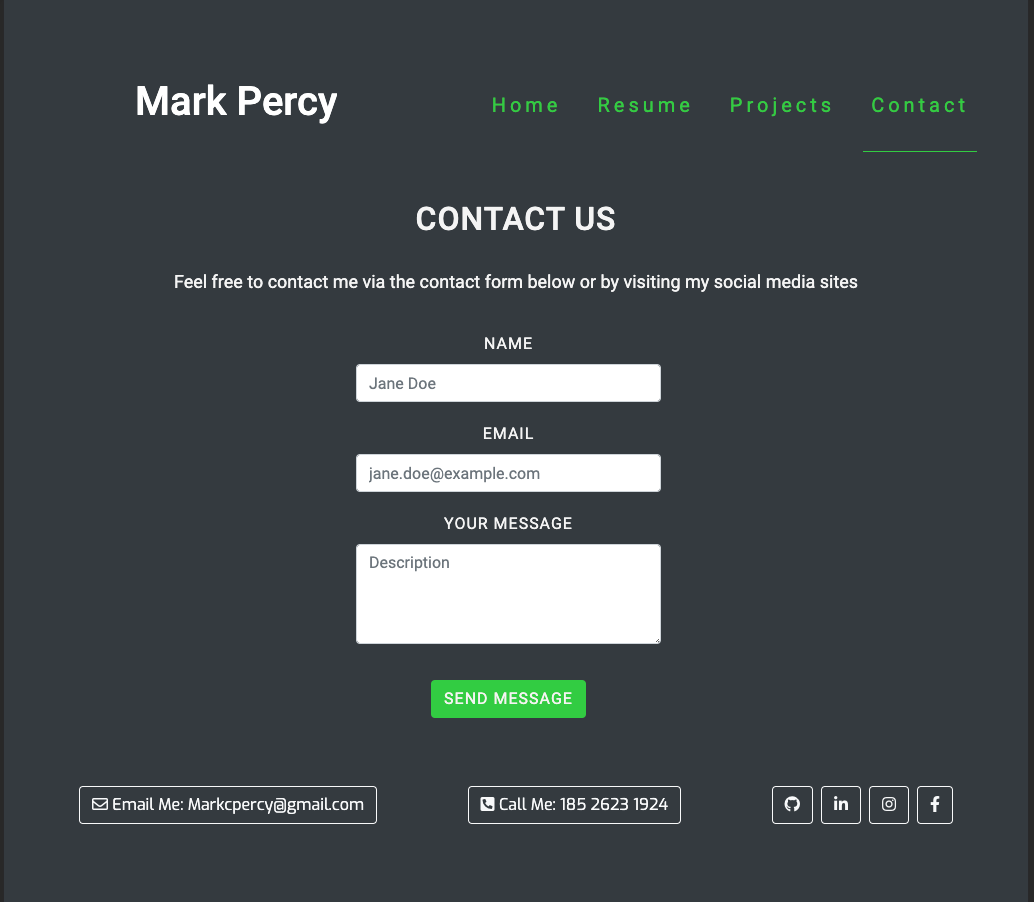 Mark Percy
Home Resume Projects Contact
CONTACT US
Feel free to contact me via the contact form below or by visiting my social media sites
NAME
Jane Doe
EMAIL
jane.doe@example.com
YOUR MESSAGE
Description
SEND MESSAGE
Email Me: Markcpercy@gmail.com Call Me: 185 2623 1924